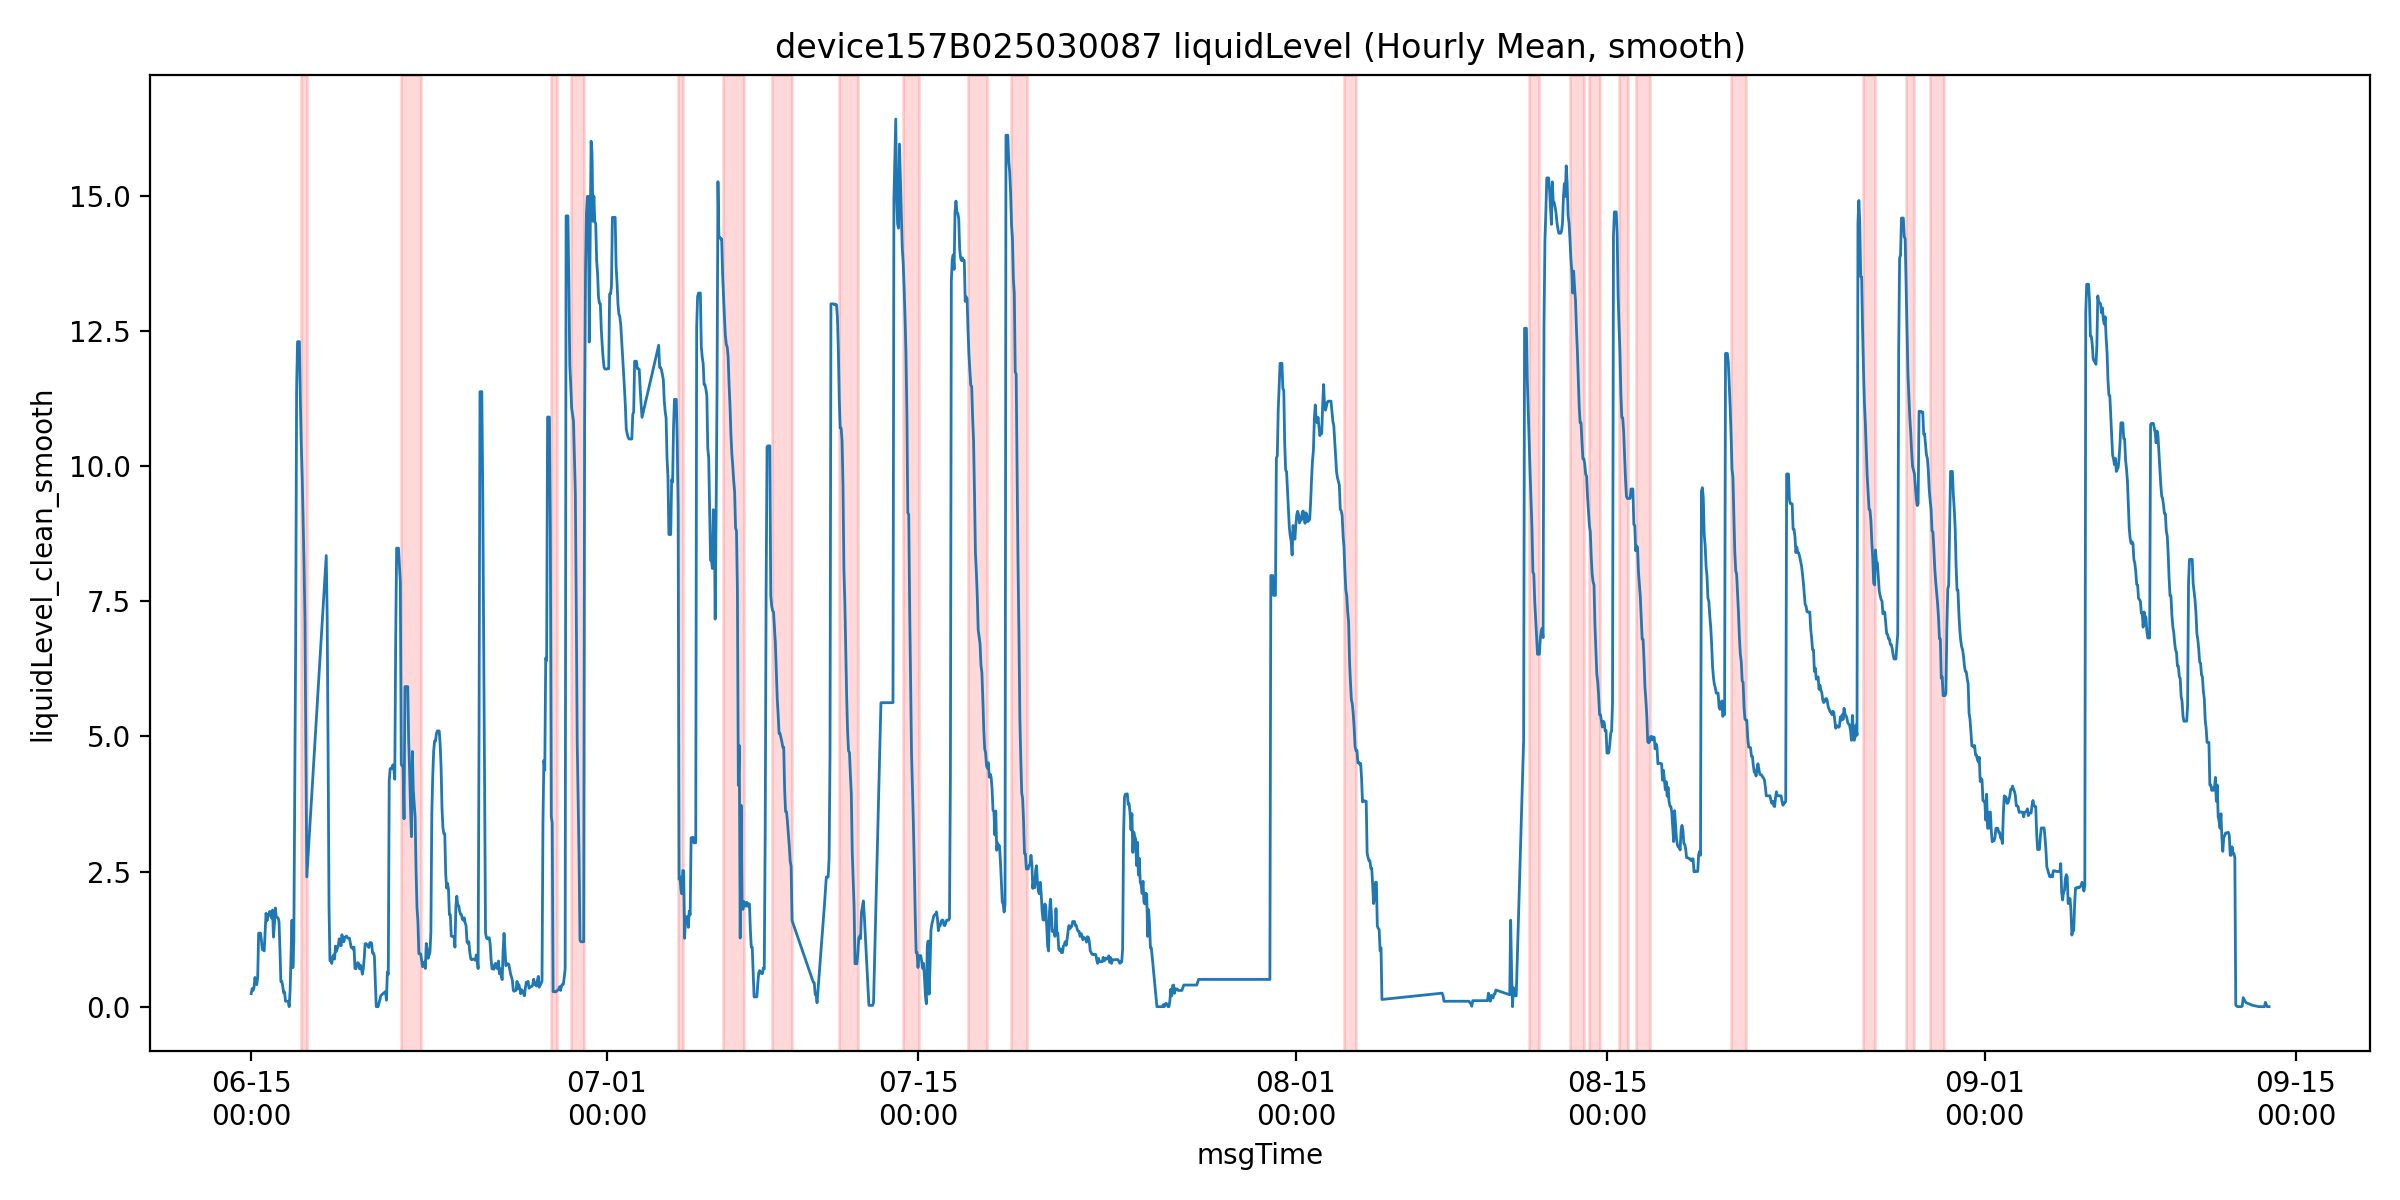 device157B025030087 liquidLevel (Hourly Mean, smooth)
liquidLevel_clean_smooth
15.0
12.5
10.0
7.5
5.0
2.5
0.0
06-15 07-01 07-15 08-01 08-15 09-01 09-15
00:00 00:00 00:00 00:00 00:00 00:00 00:00
msgTime